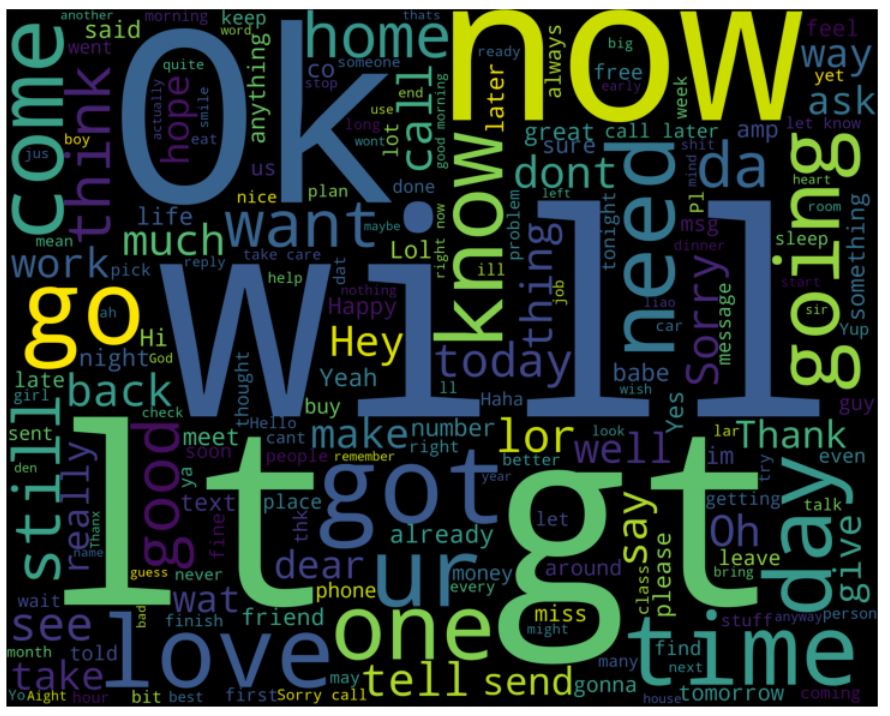 another
morning
thats
said
keep
word
home
now
way
come
think
quite
Ok
hope
actually
smile
anything
co
someone
stop
call
later
ready
always
big
free
early
feel
yet
week
ask
jus
boy
eat
us
long
use
end
wont
lot
good morning
know
great
call later
sure
amp
let know
shit
mind
heart
nice
plan
done
dont
left
need
da
Pl
going
life
want
maybe
Lol
right now
problem
tonight
msg
room
mean
much
take care
dinner
sleep
something
work
pick
reply
dat
help
nothing
ill
thing
job
liao
start
go
ah
will
Happy
Hey
car
Sorry
message
sir
Yup
Hi
night
God
Yeah
today
babe
late
girl
back
thought
buy
ll
Haha
wish
guy
check
Hello
Yes
sent
still
lt
good
meet
cant
make
number
lor
look
well
lar
Thank
den
really
soon
people
remember
right
better
im
try
even
ya
text
place
got
year
gt
getting
talk
day
Thanx
name
fine
thk
already
let
say
Oh
give
guess
never
dear
ur
money
around
class
please
leave
bring
wait
bad
wat
phone
every
finish
friend
one
miss
might
stuff
anyway
person
see
love
time
month
told
may
many
find
next
take
tell
send
gonna
tomorrow
Yo
Aight
hour
bit
best
first
Sorry call
house
coming